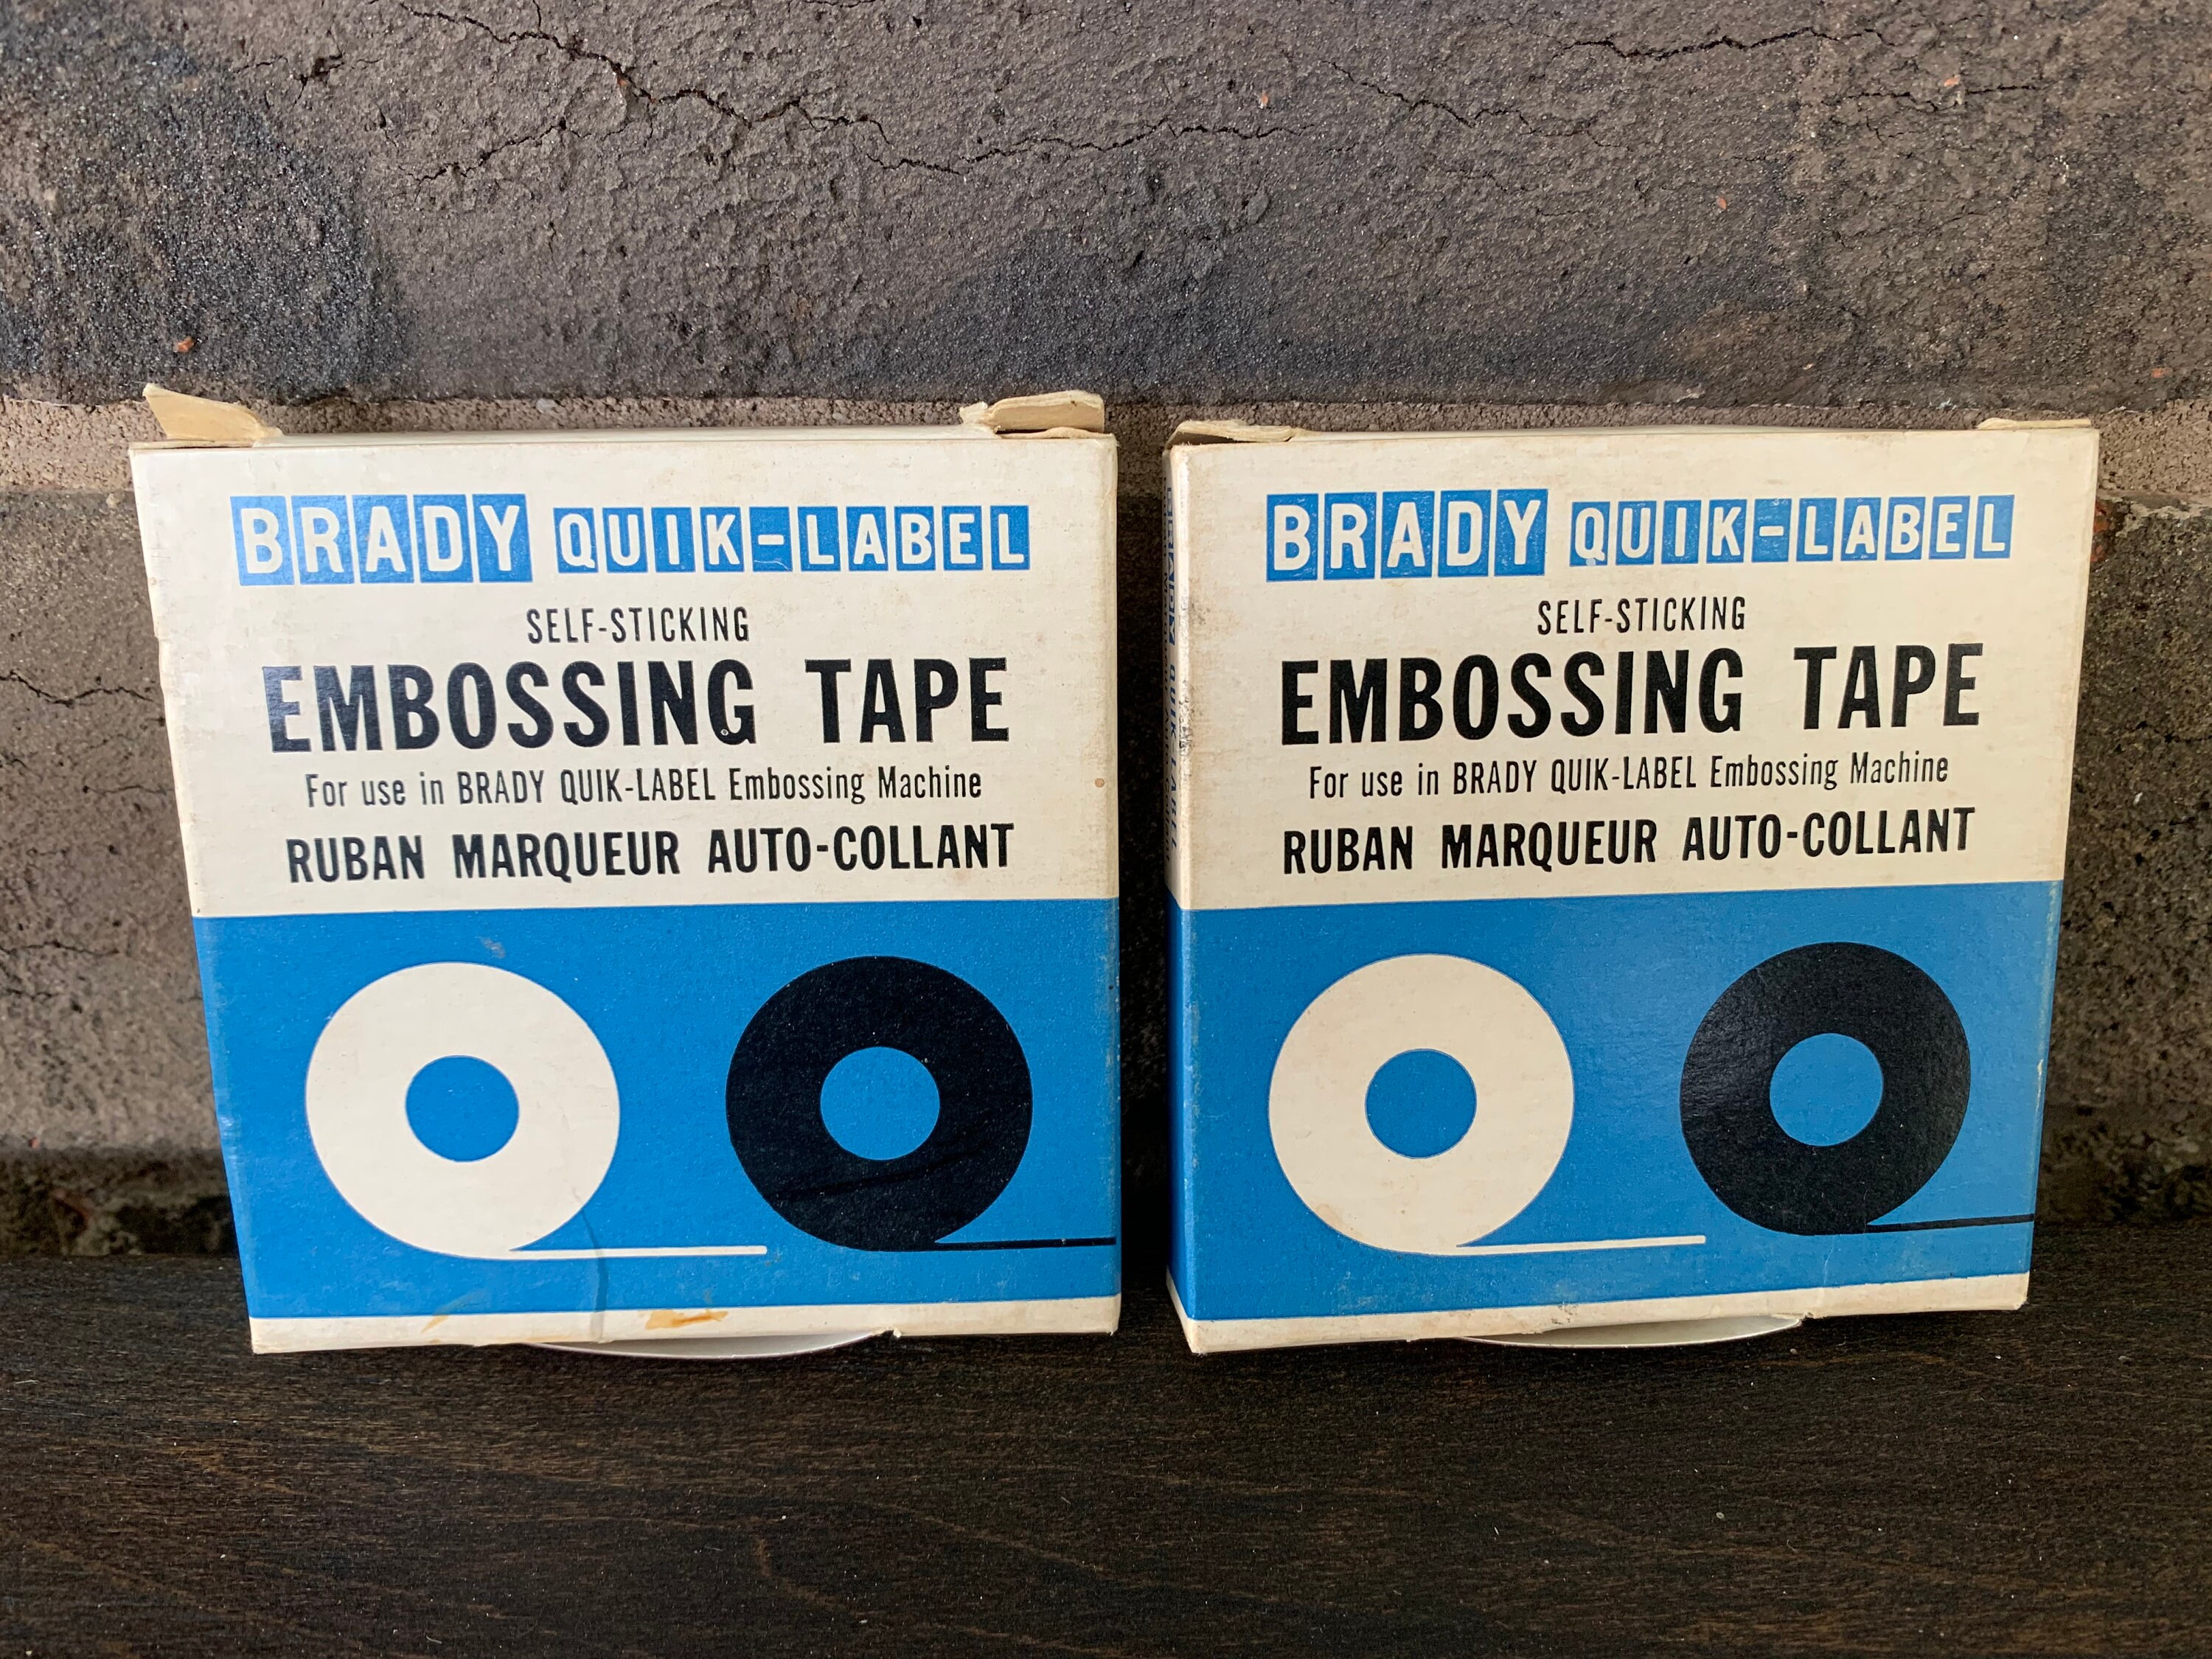 BRADY QUIK-LABEL
SELF-STICKING
EMBOSSING TAPE
For use in BRADY QUIK-LABEL Embossing Machine
RUBAN MARQUEUR AUTO-COLLANT
BRADY QUIK-LABEL
SELF-STICKING
EMBOSSING TAPE
For use in BRADY QUIK-LABEL Embossing Machine
RUBAN MARQUEUR AUTO-COLLANT